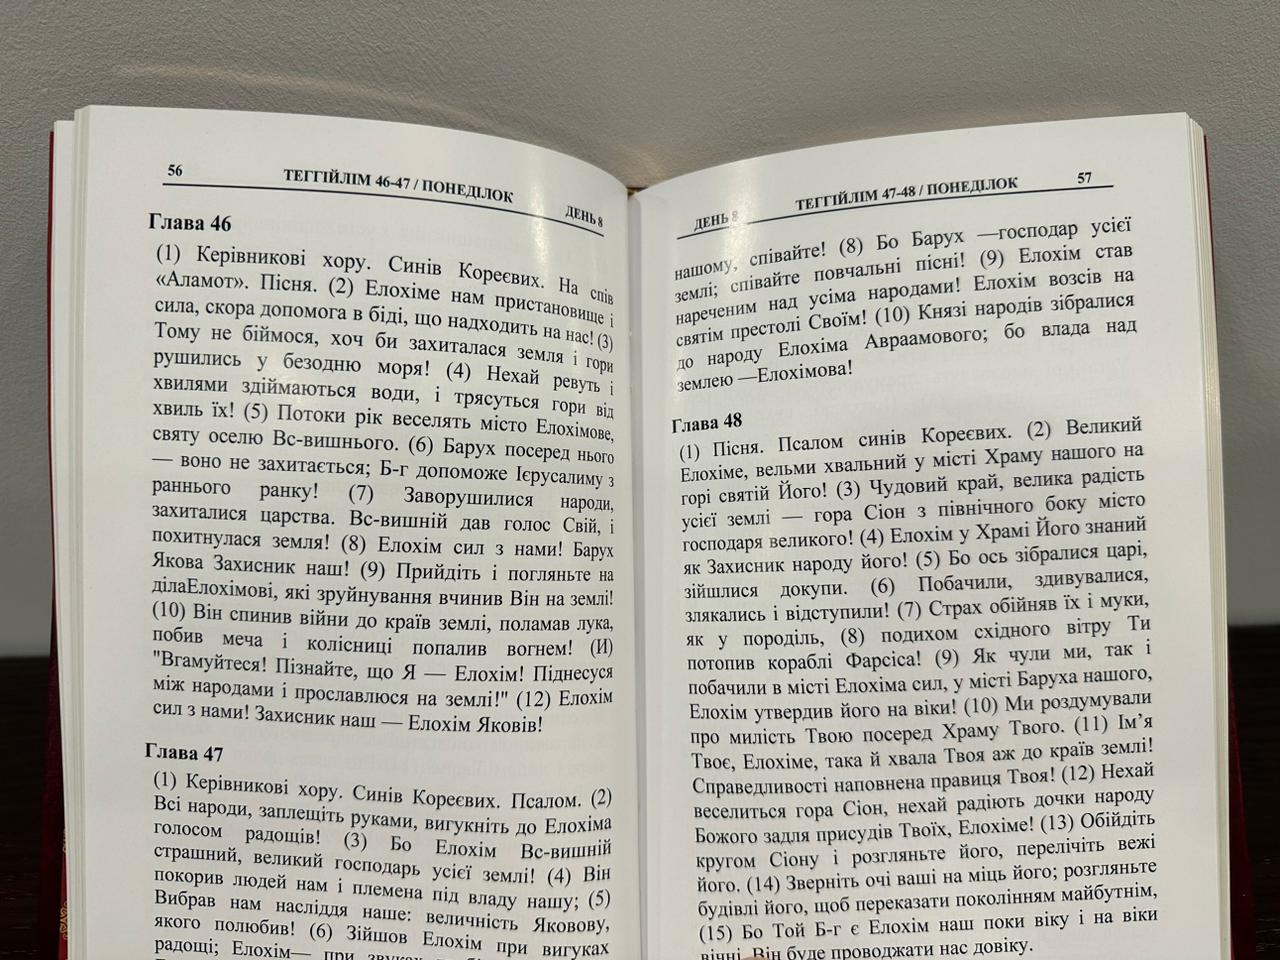 56
ТЕГГІЙЛІМ 46-47 / ПОНЕДІЛОК
ДЕНЬ 8
Глава 46
(1) Керівникові хору. Синів Кореєвих. На спів
«Аламот». Пісня. (2) Елохіме нам пристановище і
сила, скора допомога в біді, що надходить на нас! (3)
Тому не біймося, хоч би захиталася земля і гори
рушились у безодню моря! (4) Нехай ревуть і
хвилями здіймаються води, і трясуться гори від
хвиль їх! (5) Потоки рік веселять місто Елохімове,
святу оселю Вс-вишнього. (6) Барух посеред нього
— воно не захитається; Б-г допоможе Ієрусалиму з
раннього ранку! (7) Заворушилися народи,
захиталися царства. Вс-вишній дав голос Свій, і
похитнулася земля! (8) Елохім сил з нами! Барух
Якова Захисник наш! (9) Прийдіть і погляньте на
ділаЕлохімові, які зруйнування вчинив Він на землі!
(10) Він спинив війни до країв землі, поламав лука,
побив меча і колісниці попалив вогнем! (И)
"Вгамуйтеся! Пізнайте, що Я — Елохім! Піднесуся
між народами і прославлюся на землі!" (12) Елохім
сил з нами! Захисник наш — Елохім Яковів!
Глава 47
(1) Керівникові хору. Синів Кореєвих. Псалом. (2)
Всі народи, заплещіть руками, вигукніть до Елохіма
голосом радощів! (3) Бо Елохім Вс-вишній
страшний, великий господарь усієї землі! (4) Він
покорив людей нам і племена під владу нашу; (5)
Вибрав нам насліддя наше: величність Яковову,
якого полюбив! (6) Зійшов Елохім при вигуках
радощі; Елохім— при звуках
57
ТЕГГІЙЛІМ 47-48 / ПОНЕДІЛОК
ДЕНЬ 8
нашому, співайте! (8) Бо Барух —господар усієї
землі; співайте повчальні пісні! (9) Елохім став
нареченим над усіма народами! Елохім возсів на
святім престолі Своїм! (10) Князі народів зібралися
до народу Елохіма Авраамового; бо влада над
землею —Елохімова!
Глава 48
(1) Пісня. Псалом синів Кореєвих. (2) Великий
Елохіме, вельми хвальний у місті Храму нашого на
горі святій Його! (3) Чудовий край, велика радість
усієї землі — гора Сіон з північного боку місто
господаря великого! (4) Елохім у Храмі Його знаний
як Захисник народу його! (5) Бо ось зібралися царі,
зійшлися докупи. (6) Побачили, здивувалися,
злякались і відступили! (7) Страх обійняв їх і муки,
як у породіль, (8) подихом східного вітру Ти
потопив кораблі Фарсіса! (9) Як чули ми, так і
побачили в місті Елохіма сил, у місті Баруха нашого,
Елохім утвердив його на віки! (10) Ми роздумували
про милість Твою посеред Храму Твого. (11) Ім’я
Твоє, Елохіме, така й хвала Твоя аж до країв землі!
Справедливості наповнена правиця Твоя! (12) Нехай
веселиться гора Сіон, нехай радіють дочки народу
Божого задля присудів Твоїх, Елохіме! (13) Обійдіть
кругом Сіону і розгляньте його, перелічіть вежі
його. (14) Зверніть очі ваші на міць його; розгляньте
будівлі його, щоб переказати поколінням майбутнім,
(15) Бо Той Б-г є Елохім наш поки віку і на віки
вічні. Він буде проводжати нас довіку.